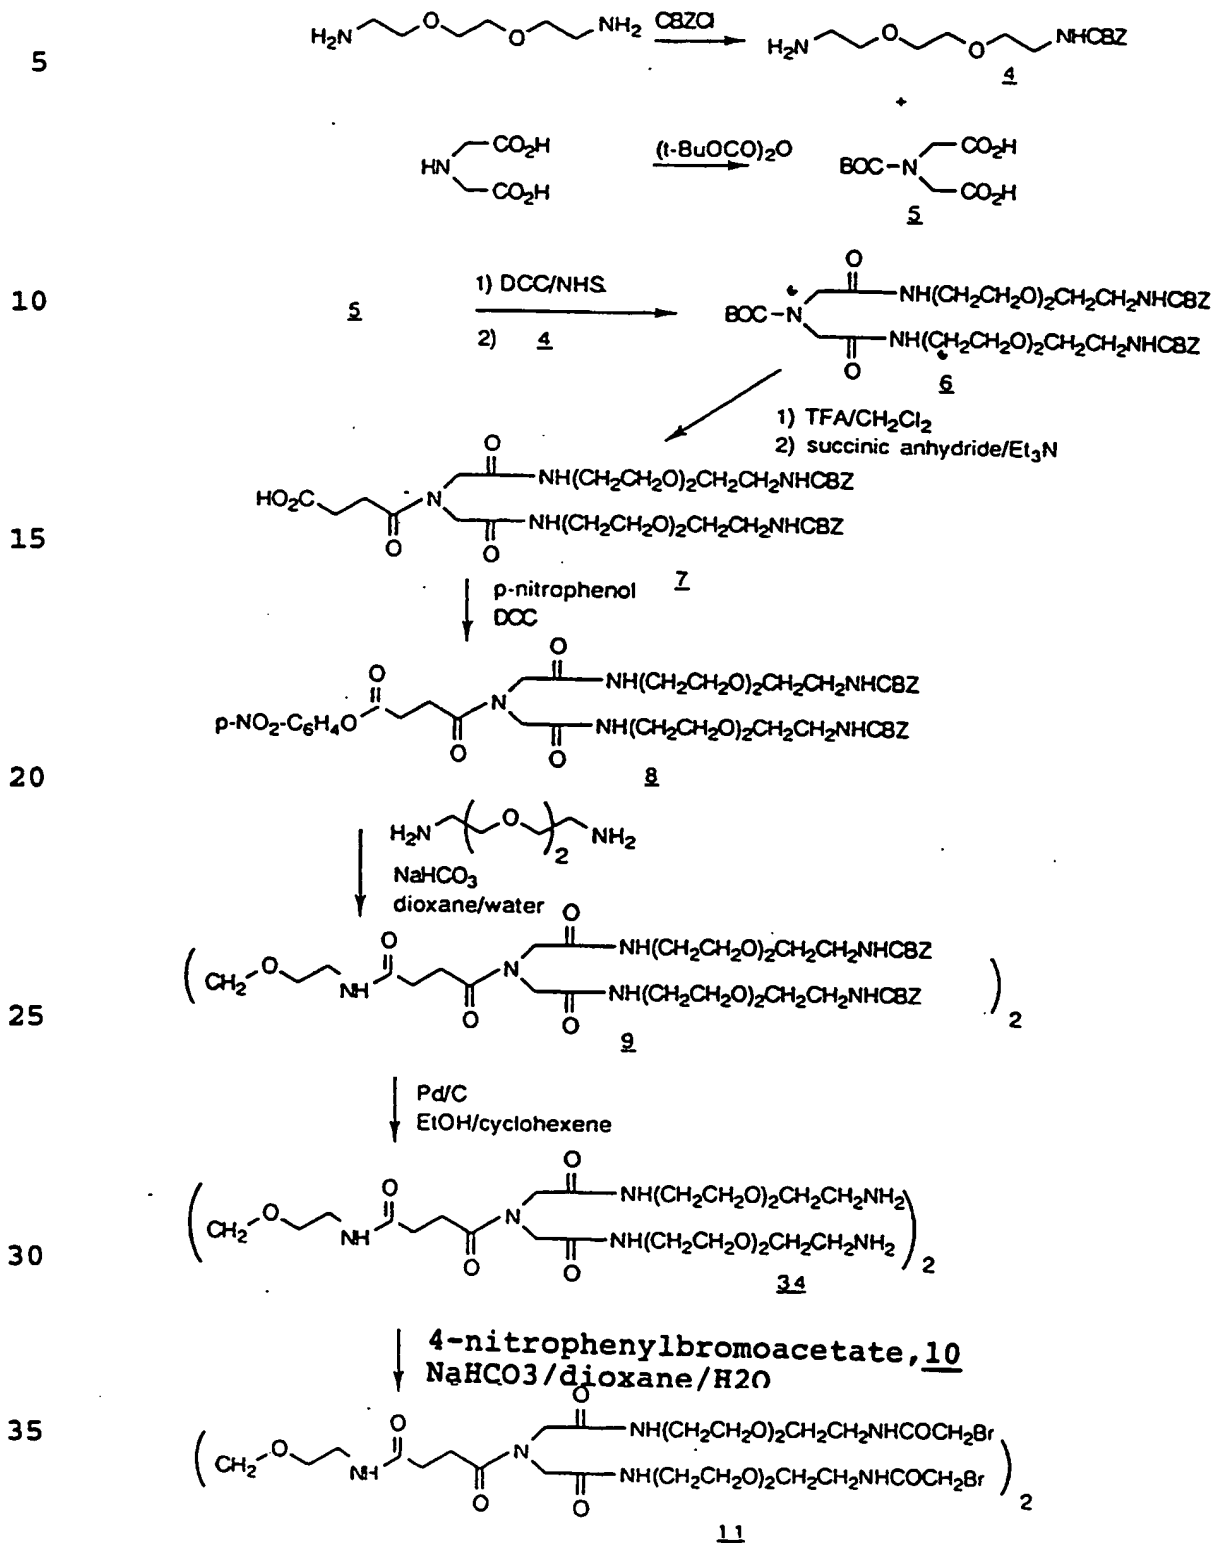 5
H₂N O O NH₂ CBZCl H₂N O O NHCBZ
4
+
HN CO₂H CO₂H (t-BuOCO)₂O BOC-N CO₂H CO₂H
5
10
5 1) DCC/NHS 2) 4
O
BOC-N NH(CH₂CH₂O)₂CH₂CH₂NHCBZ
NH(CH₂CH₂O)₂CH₂CH₂NHCBZ
O
6
1) TFA/CH₂Cl₂
2) succinic anhydride/Et₃N
O
NH(CH₂CH₂O)₂CH₂CH₂NHCBZ
HO₂C N
15
NH(CH₂CH₂O)₂CH₂CH₂NHCBZ
O O
7
p-nitrophenol
DCC
O
O NH(CH₂CH₂O)₂CH₂CH₂NHCBZ
N
p-NO₂-C₆H₄O NH(CH₂CH₂O)₂CH₂CH₂NHCBZ
O O
20
8
H₂N ( O )₂ NH₂
NaHCO₃
dioxane/water
O
O NH(CH₂CH₂O)₂CH₂CH₂NHCBZ
( CH₂ O NH N
NH(CH₂CH₂O)₂CH₂CH₂NHCBZ )₂
25
O O
9
Pd/C
EtOH/cyclohexene
O
O NH(CH₂CH₂O)₂CH₂CH₂NH₂
( CH₂ O NH N
NH(CH₂CH₂O)₂CH₂CH₂NH₂ )₂
30
O O
34
4-nitrophenylbromoacetate,10
NaHCO3/dioxane/H2O
O
35
O NH(CH₂CH₂O)₂CH₂CH₂NHCOCH₂Br
( CH₂ O NH N
NH(CH₂CH₂O)₂CH₂CH₂NHCOCH₂Br )₂
O O
11